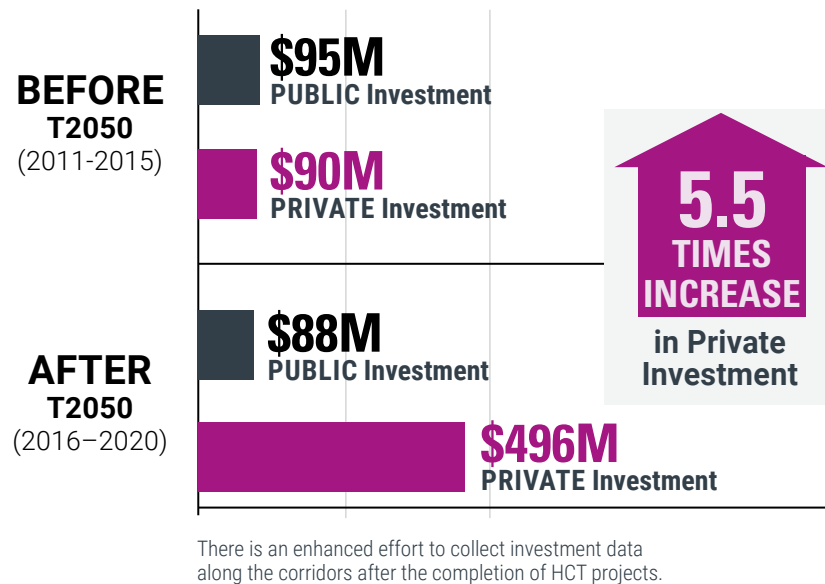 BEFORE
T2050
(2011-2015)
$95M
PUBLIC Investment
$90M
PRIVATE Investment
5.5
TIMES
INCREASE
in Private
Investment
AFTER
T2050
(2016–2020)
$88M
PUBLIC Investment
$496M
PRIVATE Investment
There is an enhanced effort to collect investment data
along the corridors after the completion of HCT projects.